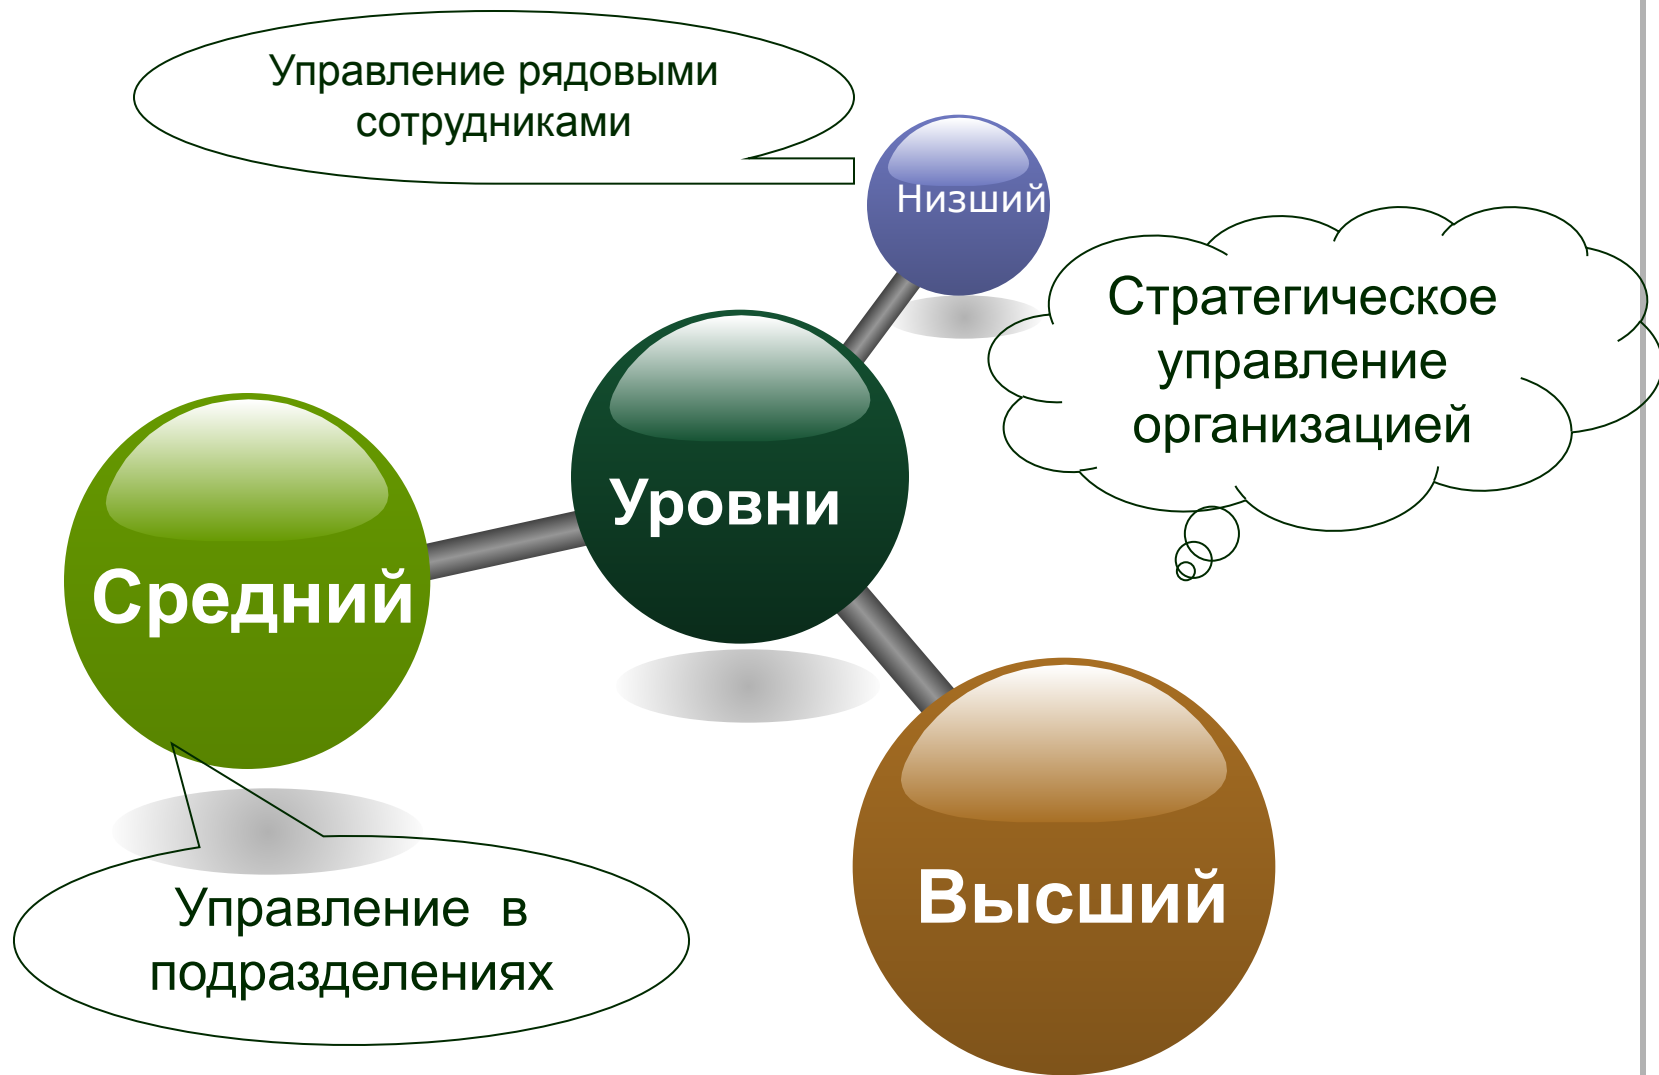 Управление рядовыми
сотрудниками
Низший
Стратегическое
управление
организацией
Уровни
Средний
Высший
Управление в
подразделениях